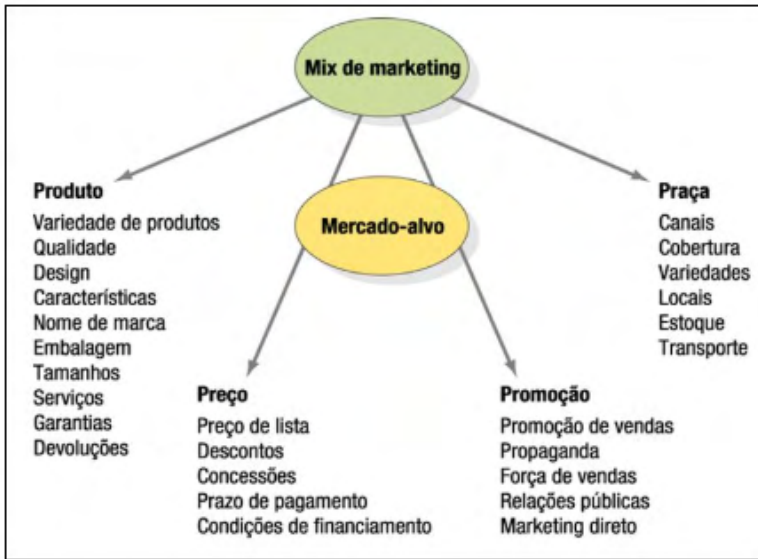 Mix de marketing
Mercado-alvo
Produto
Variedade de produtos
Qualidade
Design
Características
Nome de marca
Embalagem
Tamanhos
Serviços
Garantias
Devoluções
Preço
Preço de lista
Descontos
Concessões
Prazo de pagamento
Condições de financiamento
Promoção
Promoção de vendas
Propaganda
Força de vendas
Relações públicas
Marketing direto
Praça
Canais
Cobertura
Variedades
Locais
Estoque
Transporte